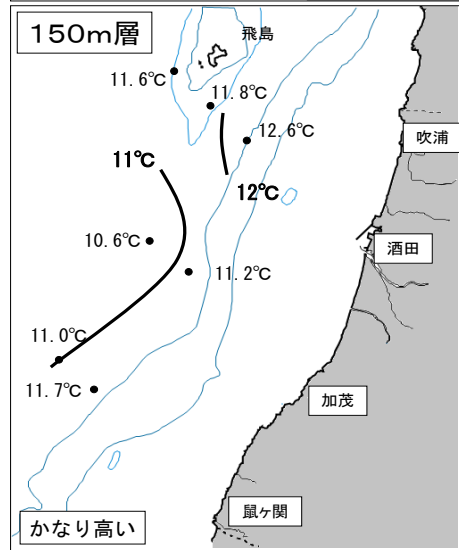 150m層
飛島
11.6℃
11.8℃
12.6℃
吹浦
11℃
12℃
10.6℃
酒田
11.2℃
11.0℃
11.7℃
加茂
鼠ヶ関
かなり高い